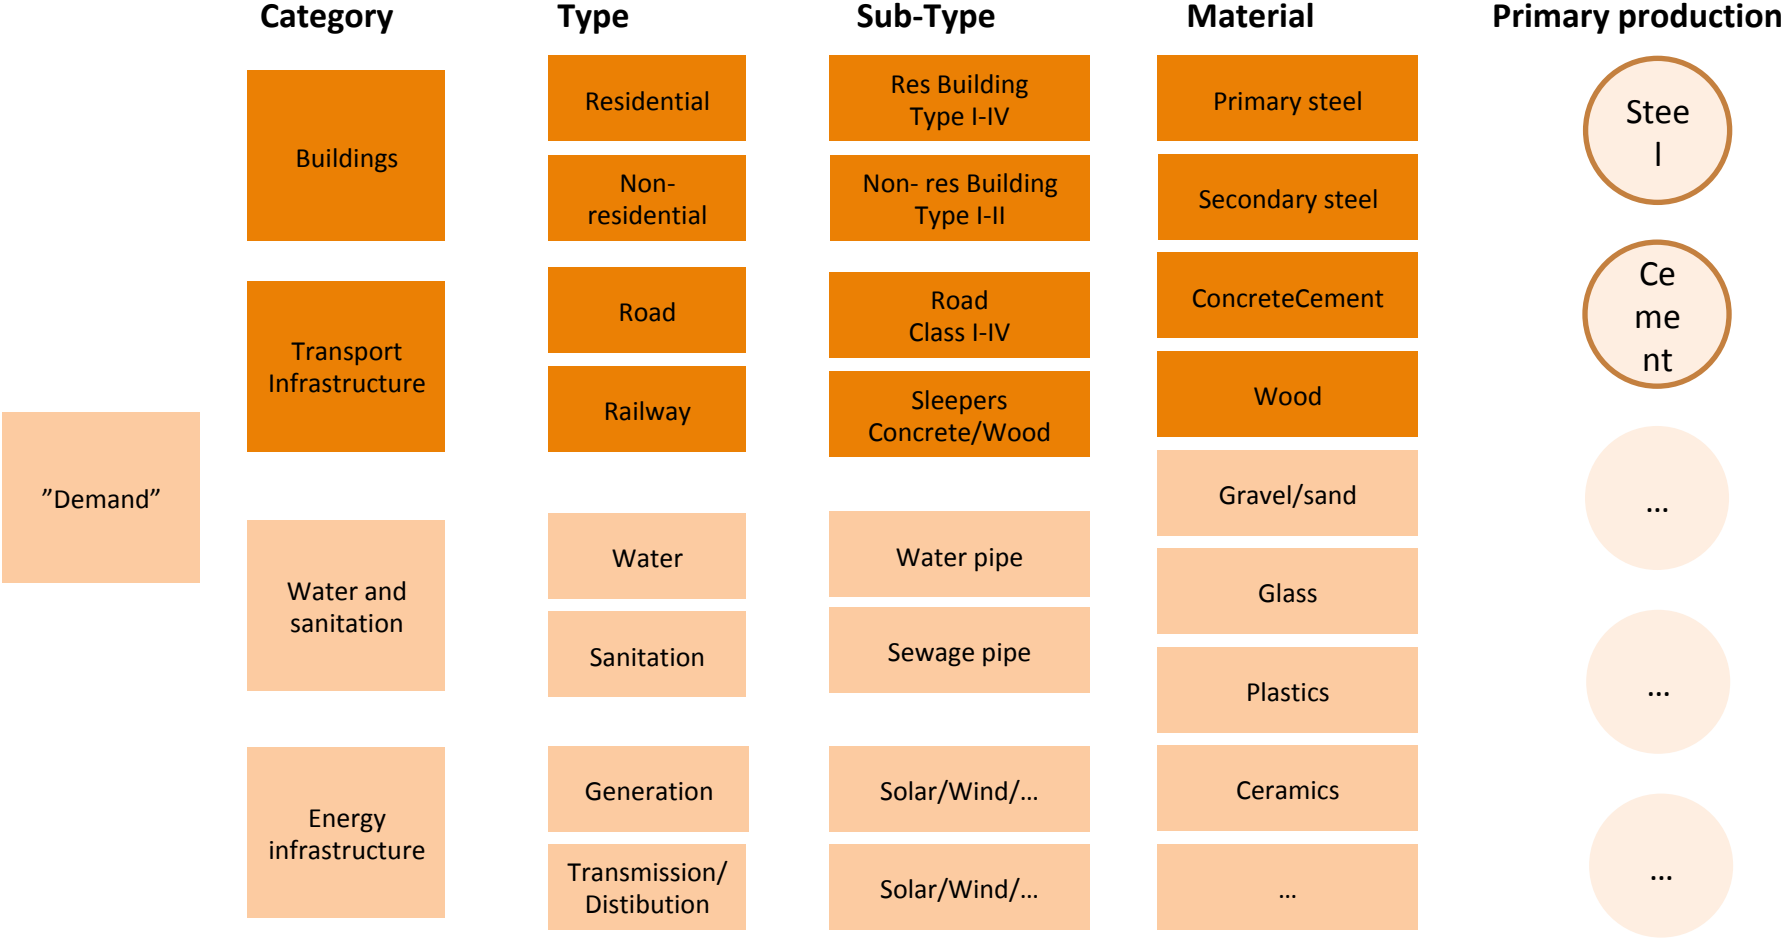 Category
Type
Sub-Type
Material
Primary production
”Demand”
Buildings
Transport
Infrastructure
Water and
sanitation
Energy
infrastructure
Residential
Non-
residential
Road
Railway
Water
Sanitation
Generation
Transmission/
Distibution
Res Building
Type I-IV
Non- res Building
Type I-II
Road
Class I-IV
Sleepers
Concrete/Wood
Water pipe
Sewage pipe
Solar/Wind/...
Solar/Wind/...
Primary steel
Secondary steel
ConcreteCement
Wood
Gravel/sand
Glass
Plastics
Ceramics
...
Stee
l
Ce
me
nt
...
...
...